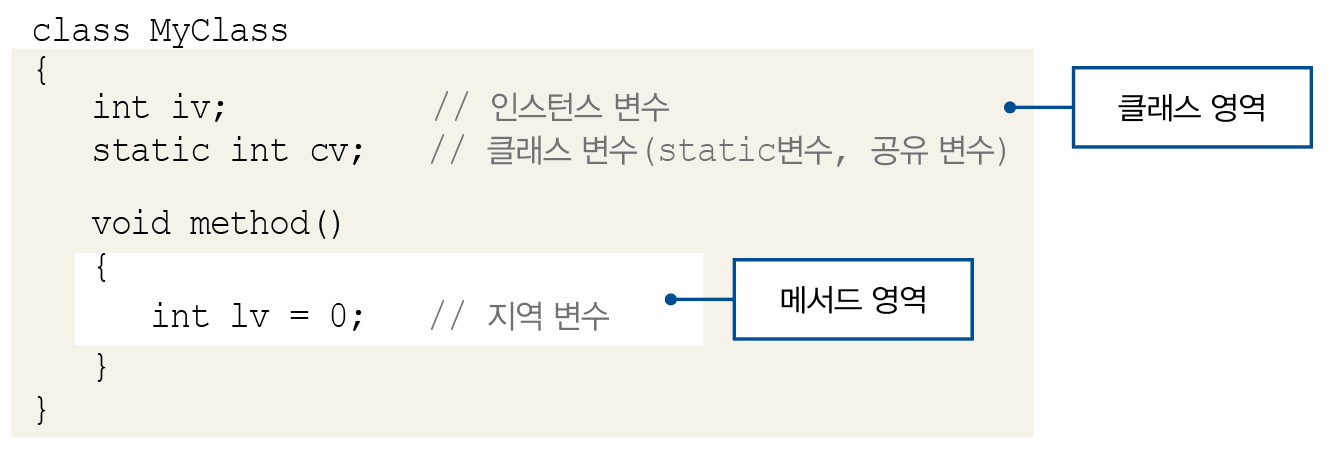 class MyClass
{
int iv; // 인스턴스 변수
클래스 영역
static int cv; // 클래스 변수(static변수, 공유 변수)
void method()
{
메서드 영역
int lv = 0; // 지역 변수
}
}